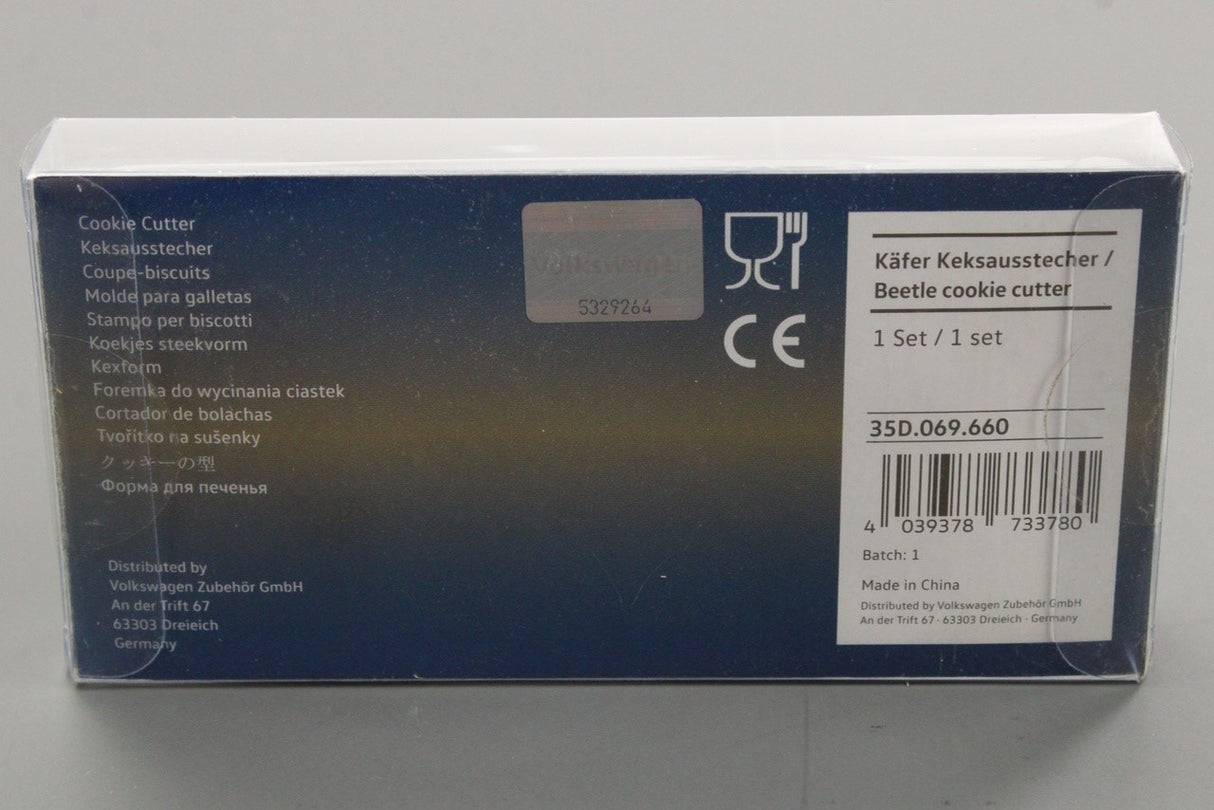 Cookie Cutter
Keksausstecher
Coupe-biscuits
Molde para galletas
Stampo per biscotti
Koekjes steekvorm
Kexform
Foremka do wycinania ciastek
Cortador de bolachas
Tvořítko na sušenky
クッキーの型
Форма для печенья
Distributed by
Volkswagen Zubehör GmbH
An der Trift 67
63303 Dreieich
Germany
5329264
CE
Käfer Keksausstecher /
Beetle cookie cutter
1 Set / 1 set
35D.069.660
4 039378 733780
Batch: 1
Made in China
Distributed by Volkswagen Zubehör GmbH
An der Trift 67 · 63303 Dreieich · Germany